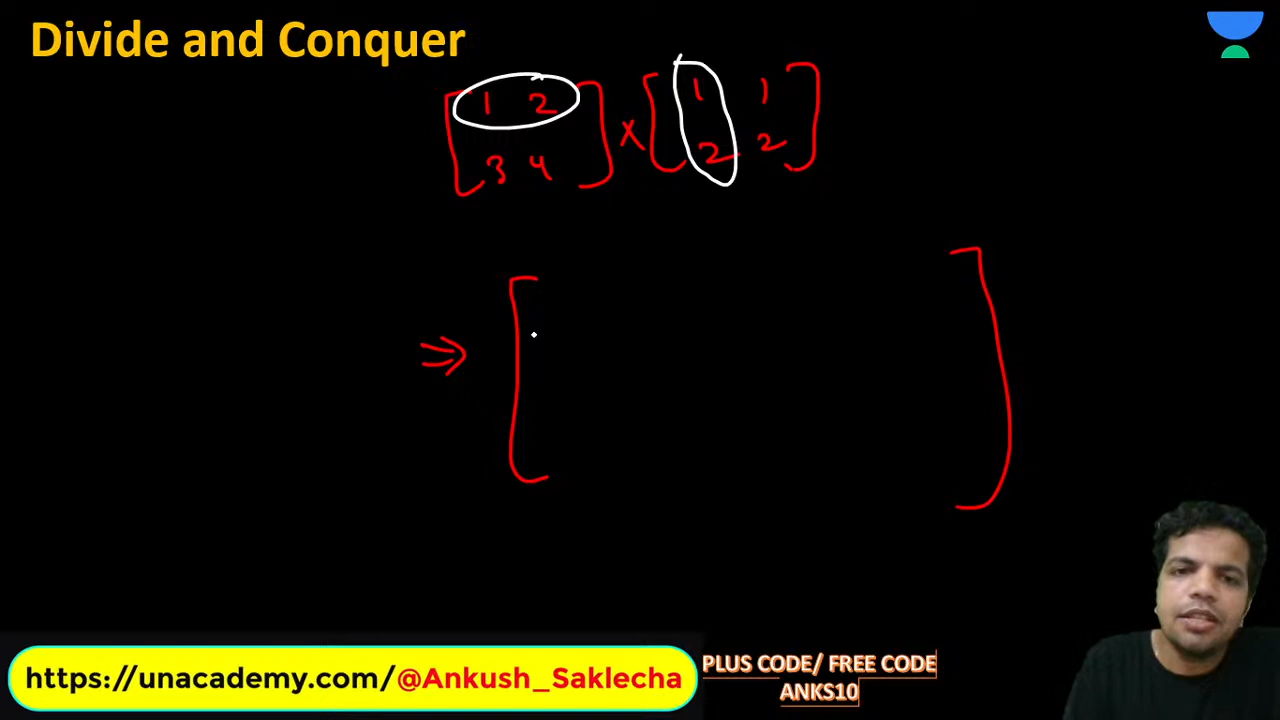 Divide and Conquer
[ 1 2 ] × [ 1 1 ]
[ 3 4 ] [ 2 2 ]
⇒ [ ]
https://unacademy.com/@Ankush_Saklecha
PLUS CODE/ FREE CODE
ANKS10